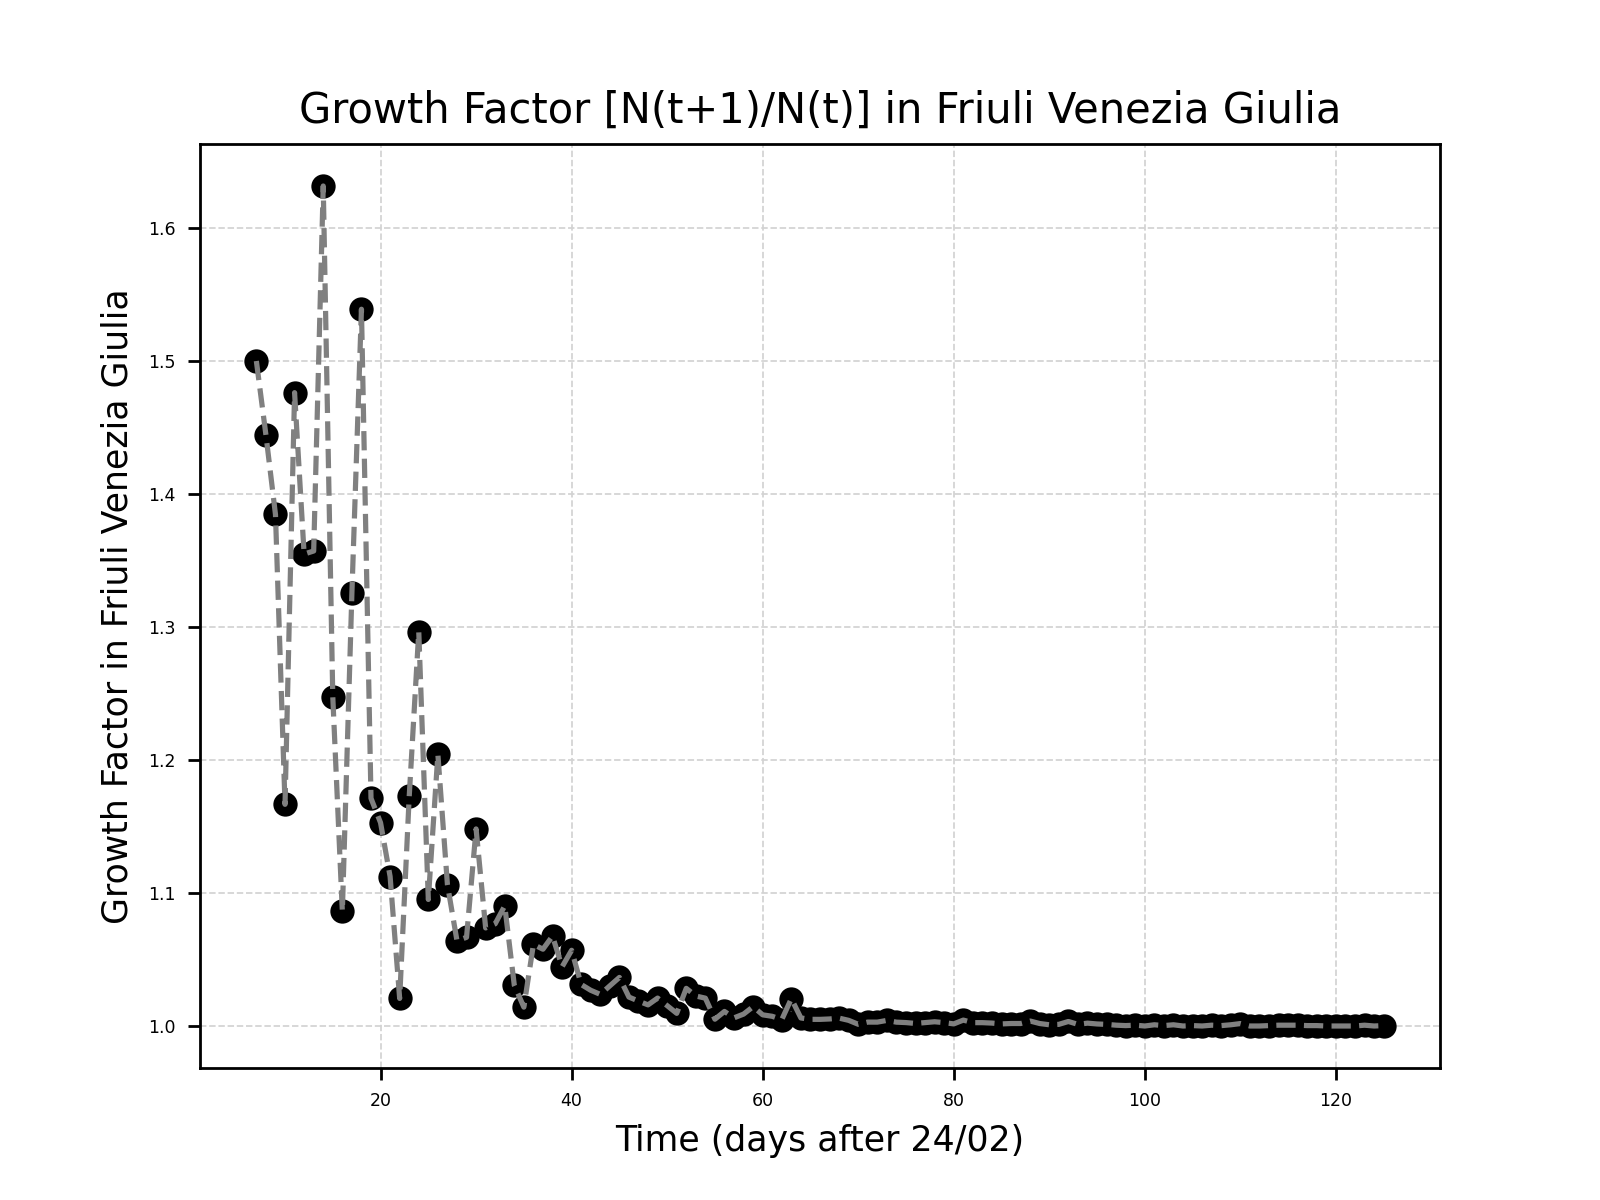 Growth Factor [N(t+1)/N(t)] in Friuli Venezia Giulia
Growth Factor in Friuli Venezia Giulia
1.6
1.5
1.4
1.3
1.2
1.1
1.0
20 40 60 80 100 120
Time (days after 24/02)